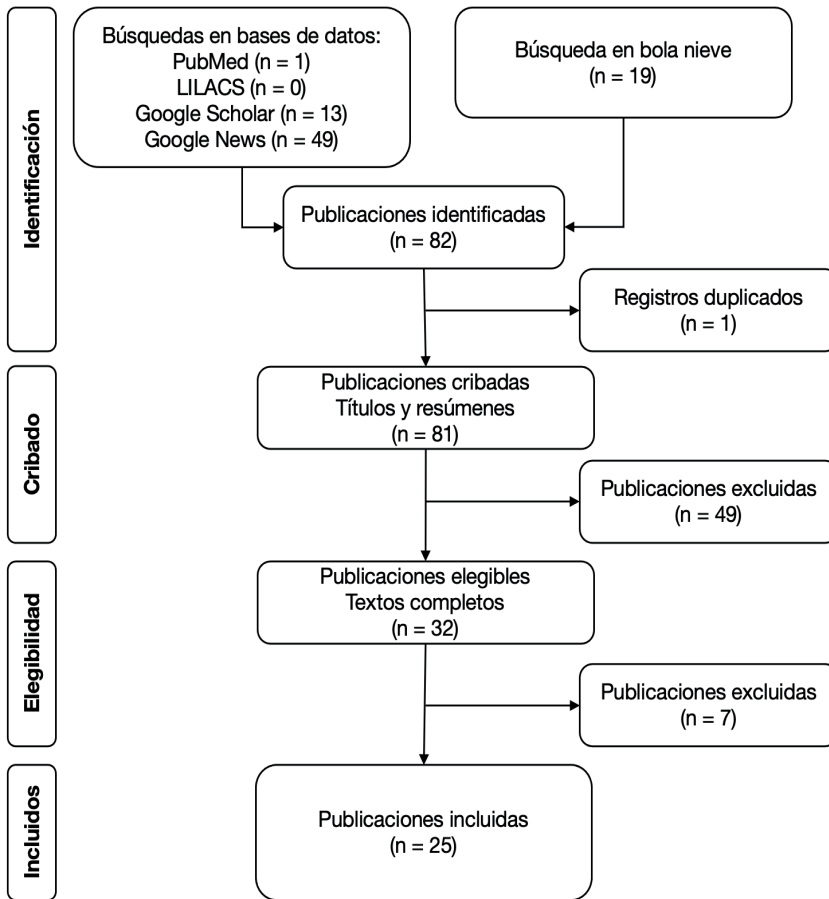 Identificación
Búsquedas en bases de datos:
PubMed (n = 1)
LILACS (n = 0)
Google Scholar (n = 13)
Google News (n = 49)
Búsqueda en bola nieve
(n = 19)
Publicaciones identificadas
(n = 82)
Registros duplicados
(n = 1)
Cribado
Publicaciones cribadas
Títulos y resúmenes
(n = 81)
Publicaciones excluidas
(n = 49)
Elegibilidad
Publicaciones elegibles
Textos completos
(n = 32)
Publicaciones excluidas
(n = 7)
Incluidos
Publicaciones incluidas
(n = 25)